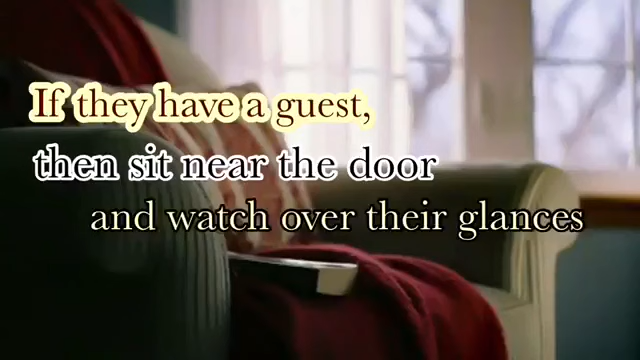 If they have a guest,
then sit near the door
and watch over their glances